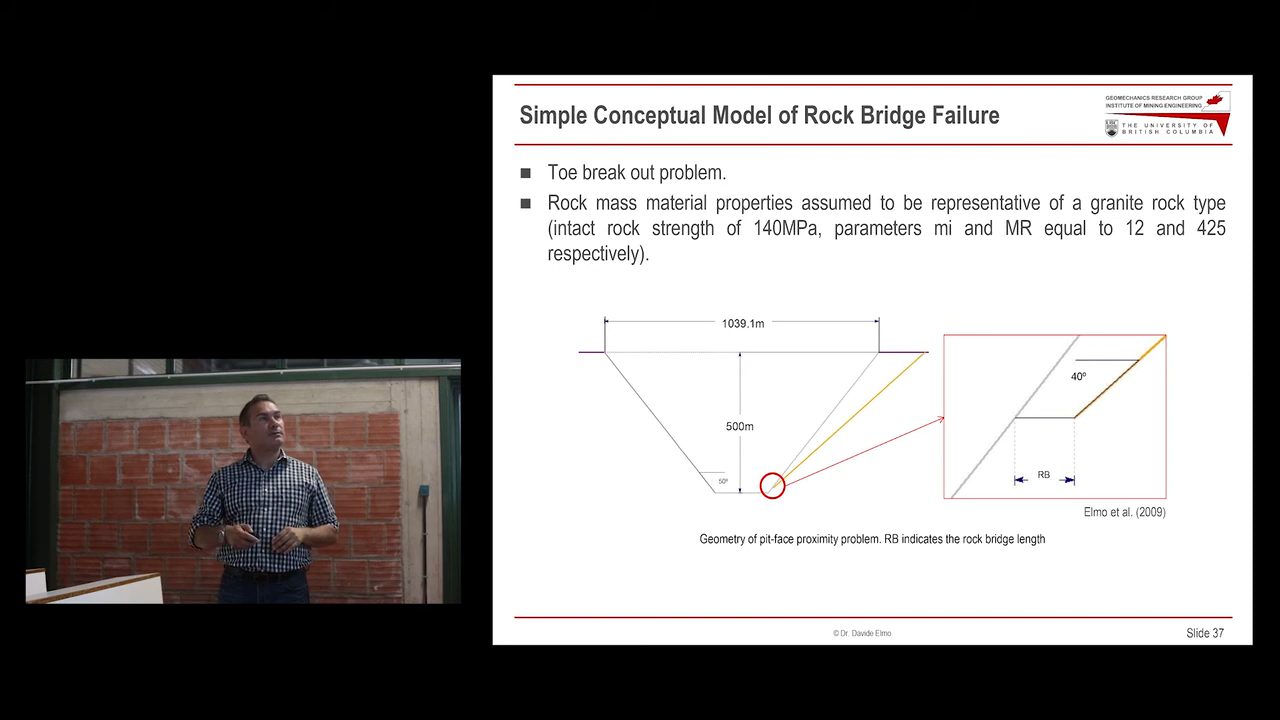 Simple Conceptual Model of Rock Bridge Failure
GEOMECHANICS RESEARCH GROUP
INSTITUTE OF MINING ENGINEERING
THE UNIVERSITY OF
BRITISH COLUMBIA
Toe break out problem.
Rock mass material properties assumed to be representative of a granite rock type
(intact rock strength of 140MPa, parameters mi and MR equal to 12 and 425
respectively).
1039.1m
500m
50º
40º
RB
Elmo et al. (2009)
Geometry of pit-face proximity problem. RB indicates the rock bridge length
© Dr. Davide Elmo
Slide 37